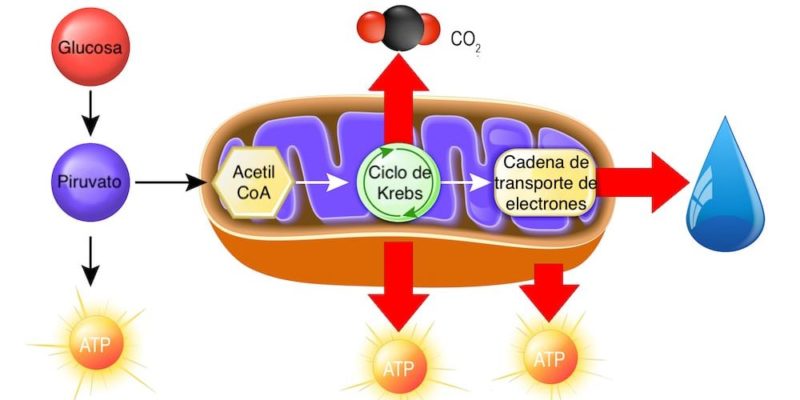 Glucosa
CO2
Piruvato
Acetil
CoA
Ciclo de
Krebs
Cadena de
transporte de
electrones
ATP
ATP
ATP